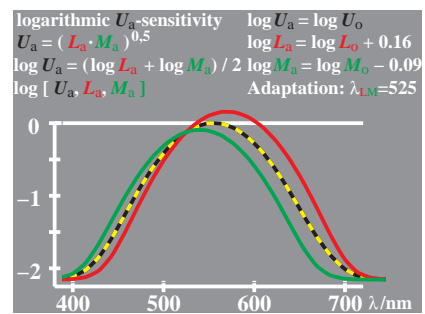 logarithmic Uₐ-sensitivity
Uₐ = ( Lₐ·Mₐ )^0,5
log Uₐ = (log Lₐ + log Mₐ) / 2
log [ Uₐ, Lₐ, Mₐ ]
log Uₐ = log Uₒ
log Lₐ = log Lₒ + 0.16
log Mₐ = log Mₒ − 0.09
Adaptation: λLM=525
0
−1
−2
400 500 600 700 λ/nm